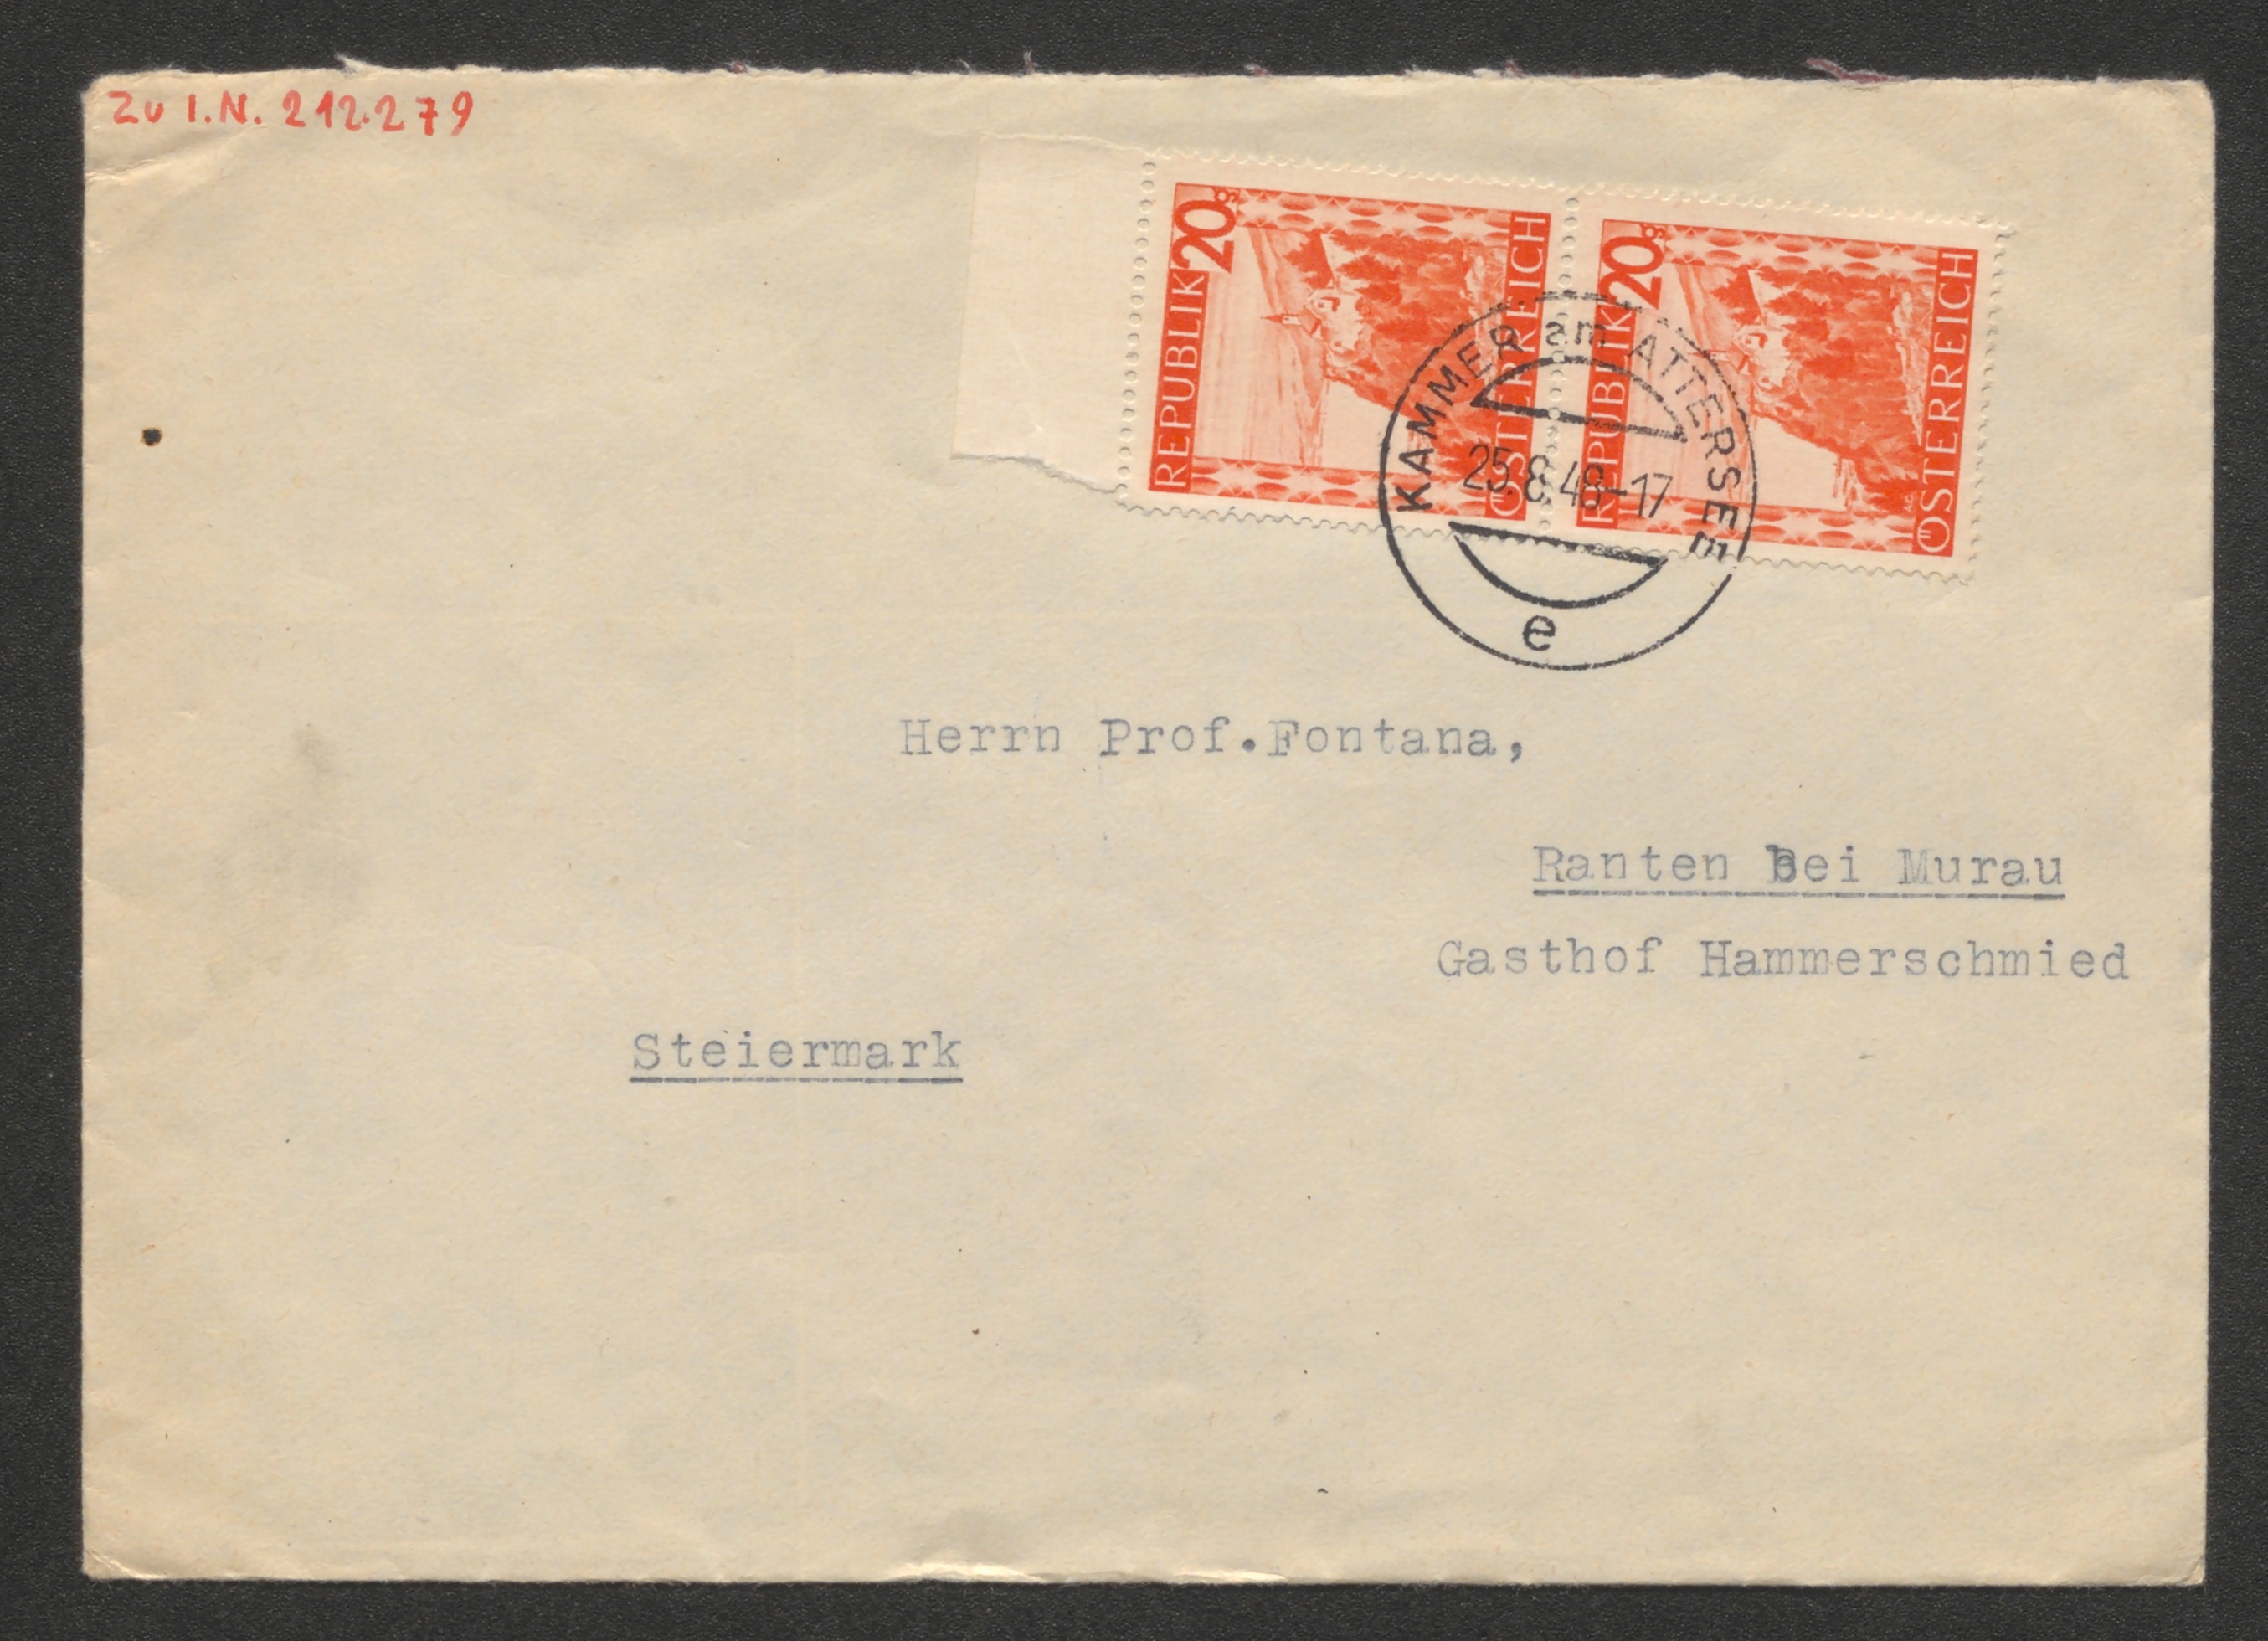 Zu I.N. 212.279
REPUBLIK 20g ÖSTERREICH
REPUBLIK 20g ÖSTERREICH
KAMMER am ATTERSEE
25.8.48-17
e
Herrn Prof.Fontana,
Ranten Bei Murau
Gasthof Hammerschmied
Steiermark